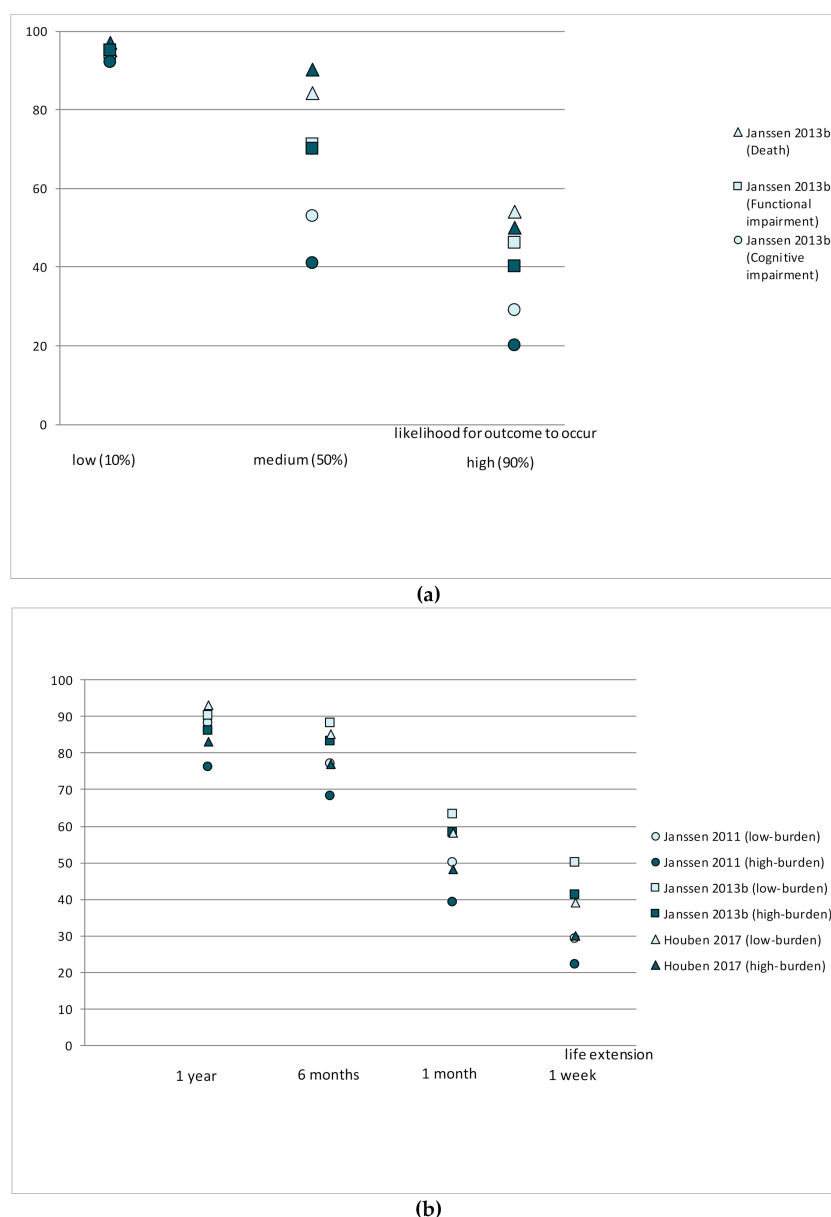 100
80
60
40
20
0
likelihood for outcome to occur
low (10%)
medium (50%)
high (90%)
Janssen 2013b
(Death)
Janssen 2013b
(Functional
impairment)
Janssen 2013b
(Cognitive
impairment)
(a)
100
90
80
70
60
50
40
30
20
10
0
life extension
1 year
6 months
1 month
1 week
Janssen 2011 (low-burden)
Janssen 2011 (high-burden)
Janssen 2013b (low-burden)
Janssen 2013b (high-burden)
Houben 2017 (low-burden)
Houben 2017 (high-burden)
(b)